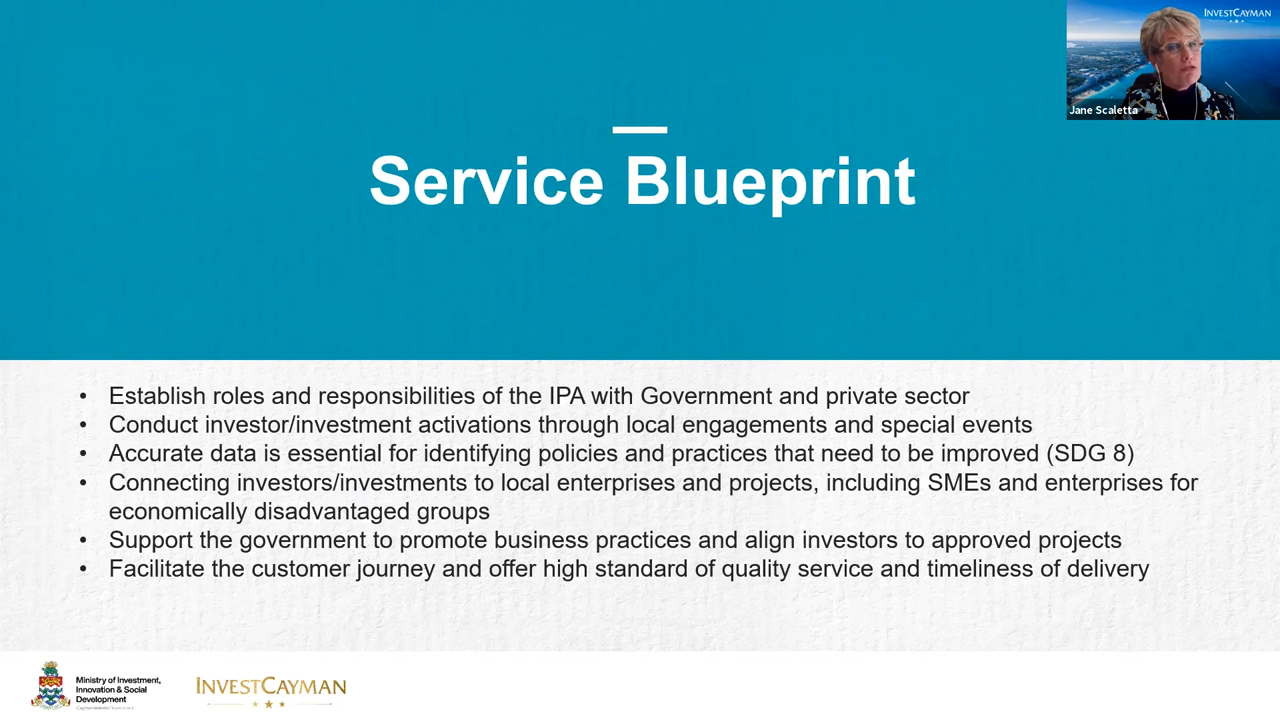 INVESTCAYMAN
Jane Scaletta
Service Blueprint
• Establish roles and responsibilities of the IPA with Government and private sector
• Conduct investor/investment activations through local engagements and special events
• Accurate data is essential for identifying policies and practices that need to be improved (SDG 8)
• Connecting investors/investments to local enterprises and projects, including SMEs and enterprises for
economically disadvantaged groups
• Support the government to promote business practices and align investors to approved projects
• Facilitate the customer journey and offer high standard of quality service and timeliness of delivery
Ministry of Investment,
Innovation & Social
Development
INVESTCAYMAN